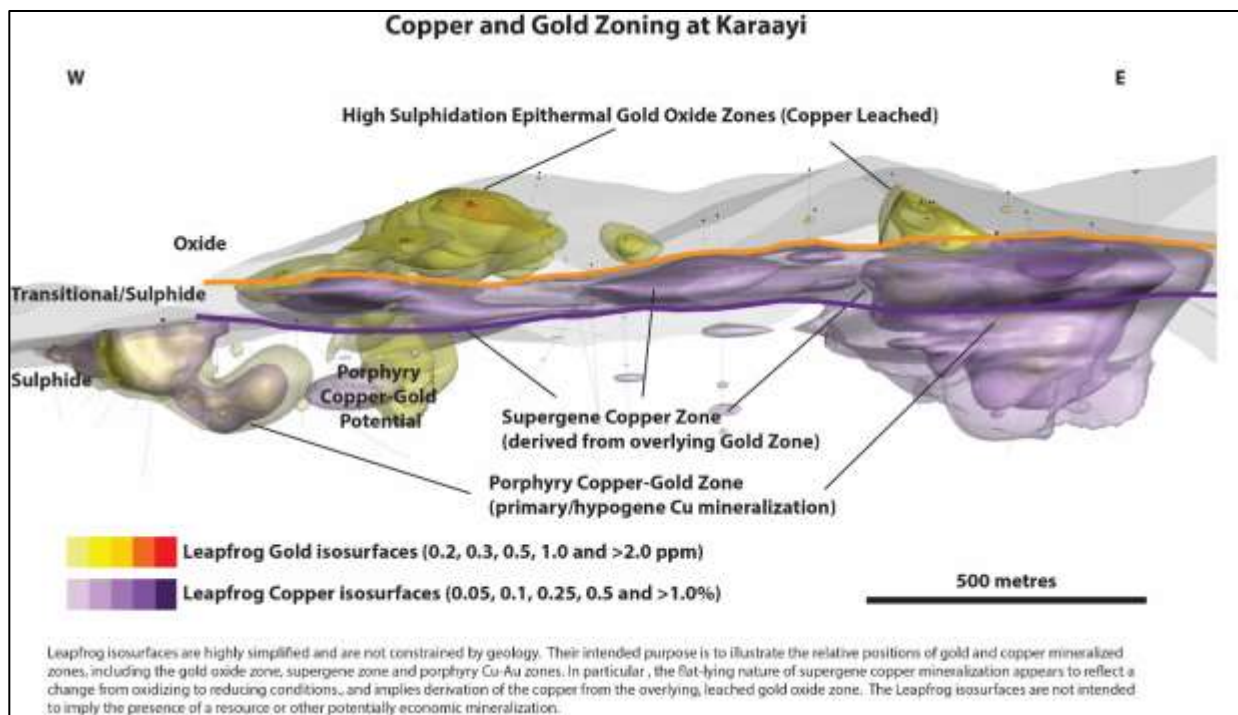 Copper and Gold Zoning at Karaayi
W
E
High Sulphidation Epithermal Gold Oxide Zones (Copper Leached)
Oxide
Transitional/Sulphide
Sulphide
Porphyry
Copper-Gold
Potential
Supergene Copper Zone
(derived from overlying Gold Zone)
Porphyry Copper-Gold Zone
(primary/hypogene Cu mineralization)
Leapfrog Gold isosurfaces (0.2, 0.3, 0.5, 1.0 and >2.0 ppm)
Leapfrog Copper isosurfaces (0.05, 0.1, 0.25, 0.5 and >1.0%)
500 metres
Leapfrog isosurfaces are highly simplified and are not constrained by geology. Their intended purpose is to illustrate the relative positions of gold and copper mineralized
zones, including the gold oxide zone, supergene zone and porphyry Cu-Au zones. In particular , the flat-lying nature of supergene copper mineralization appears to reflect a
change from oxidizing to reducing conditions., and implies derivation of the copper from the overlying, leached gold oxide zone. The Leapfrog isosurfaces are not intended
to imply the presence of a resource or other potentially economic mineralization.